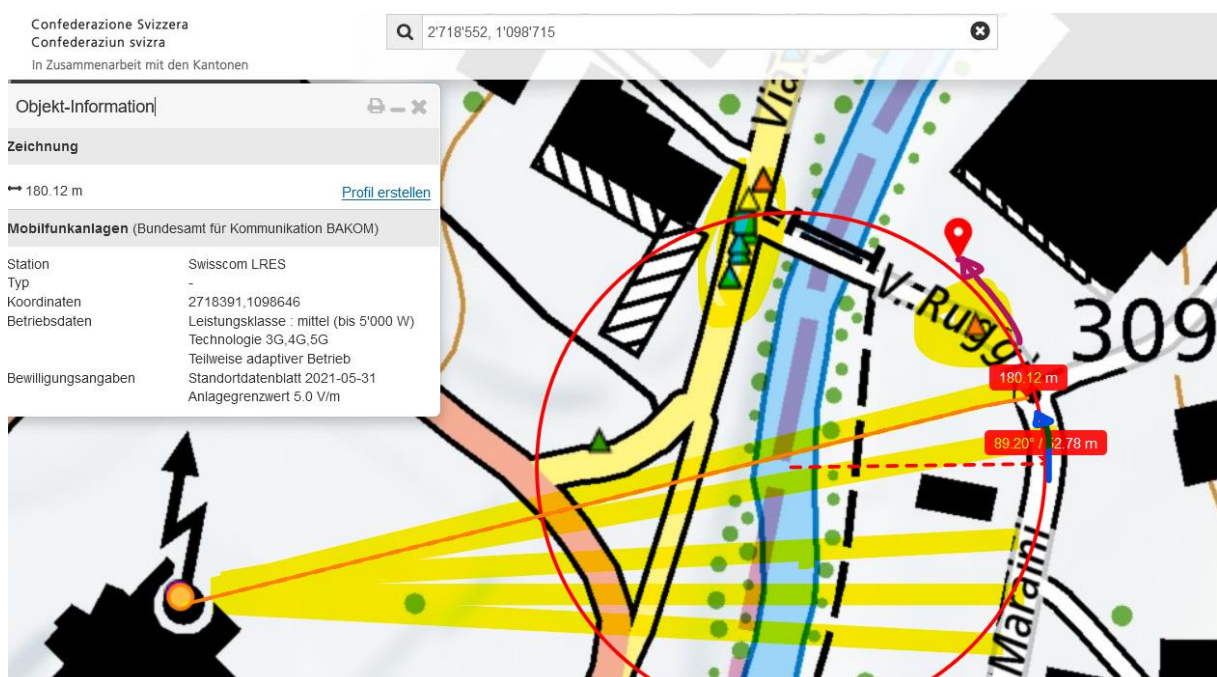 Confederazione Svizzera
Confederaziun svizra
In Zusammenarbeit mit den Kantonen
2'718'552, 1'098'715
Objekt-Information
Zeichnung
180.12 m
Profil erstellen
Mobilfunkanlagen (Bundesamt für Kommunikation BAKOM)
Station Swisscom LRES
Typ -
Koordinaten 2718391,1098646
Betriebsdaten Leistungsklasse : mittel (bis 5'000 W)
Technologie 3G,4G,5G
Teilweise adaptiver Betrieb
Bewilligungsangaben Standortdatenblatt 2021-05-31
Anlagegrenzwert 5.0 V/m
Via
V. Rugg
309
180.12 m
89.20° / 52.78 m
Maraini